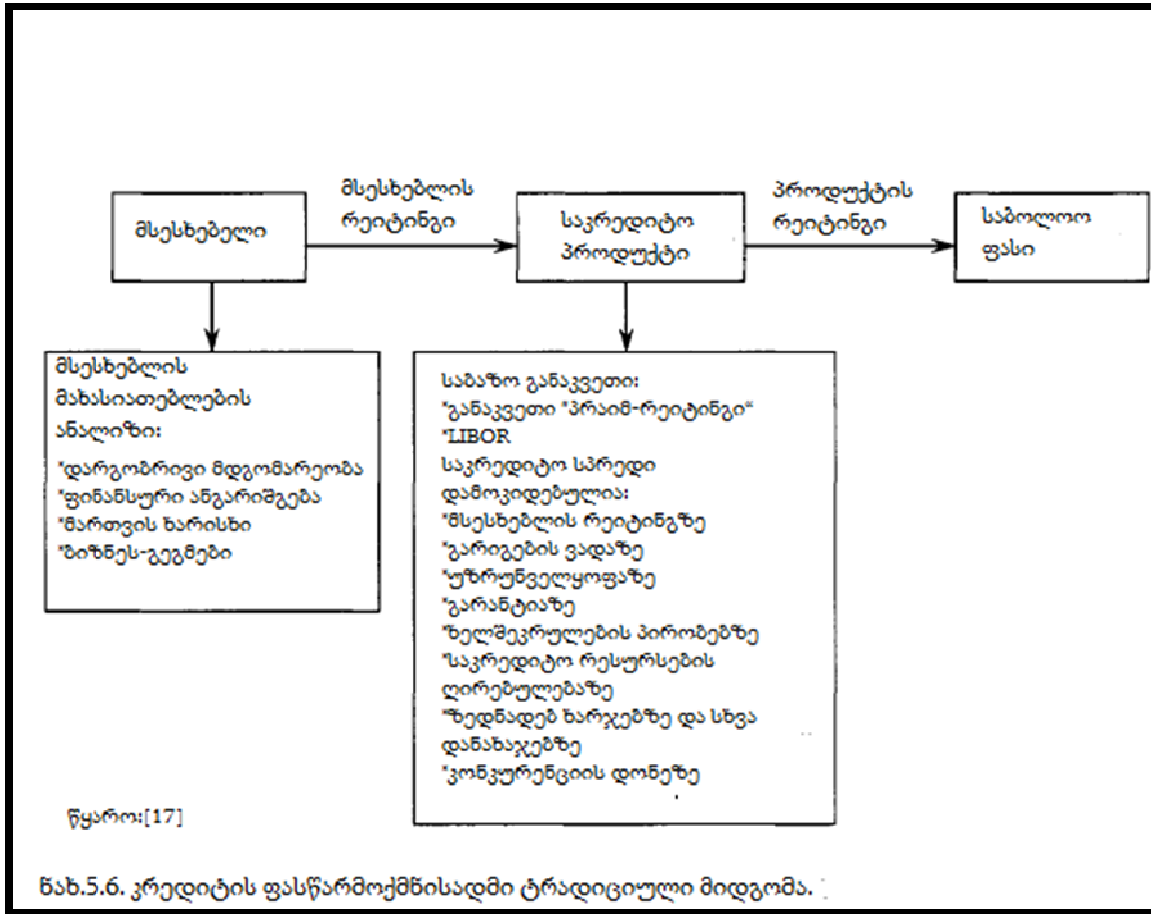 მსესხებელი
მსესხებლის
რეიტინგი
საკრედიტო
პროდუქტი
პროდუქტის
რეიტინგი
საბოლოო
ფასი
მსესხებლის
მახასიათებლების
ანალიზი:
*დარგობრივი მდგომარეობა
*ფინანსური ანგარიშგება
*მართვის ხარისხი
*ბიზნეს-გეგმები
საბაზო განაკვეთი:
*განაკვეთი "პრაიმ-რეიტინგი“
*LIBOR
საკრედიტო სპრედი
დამოკიდებულია:
*მსესხებლის რეიტინგზე
*გარიგების ვადაზე
*უზრუნველყოფაზე
*გარანტიაზე
*ხელშეკრულების პირობებზე
*საკრედიტო რესურსების
ღირებულებაზე
*ზედნადებ ხარჯებზე და სხვა
დანახაჯებზე
*კონკურენციის დონეზე
წყარო:[17]
ნახ.5.6. კრედიტის ფასწარმოქმნისადმი ტრადიციული მიდგომა.